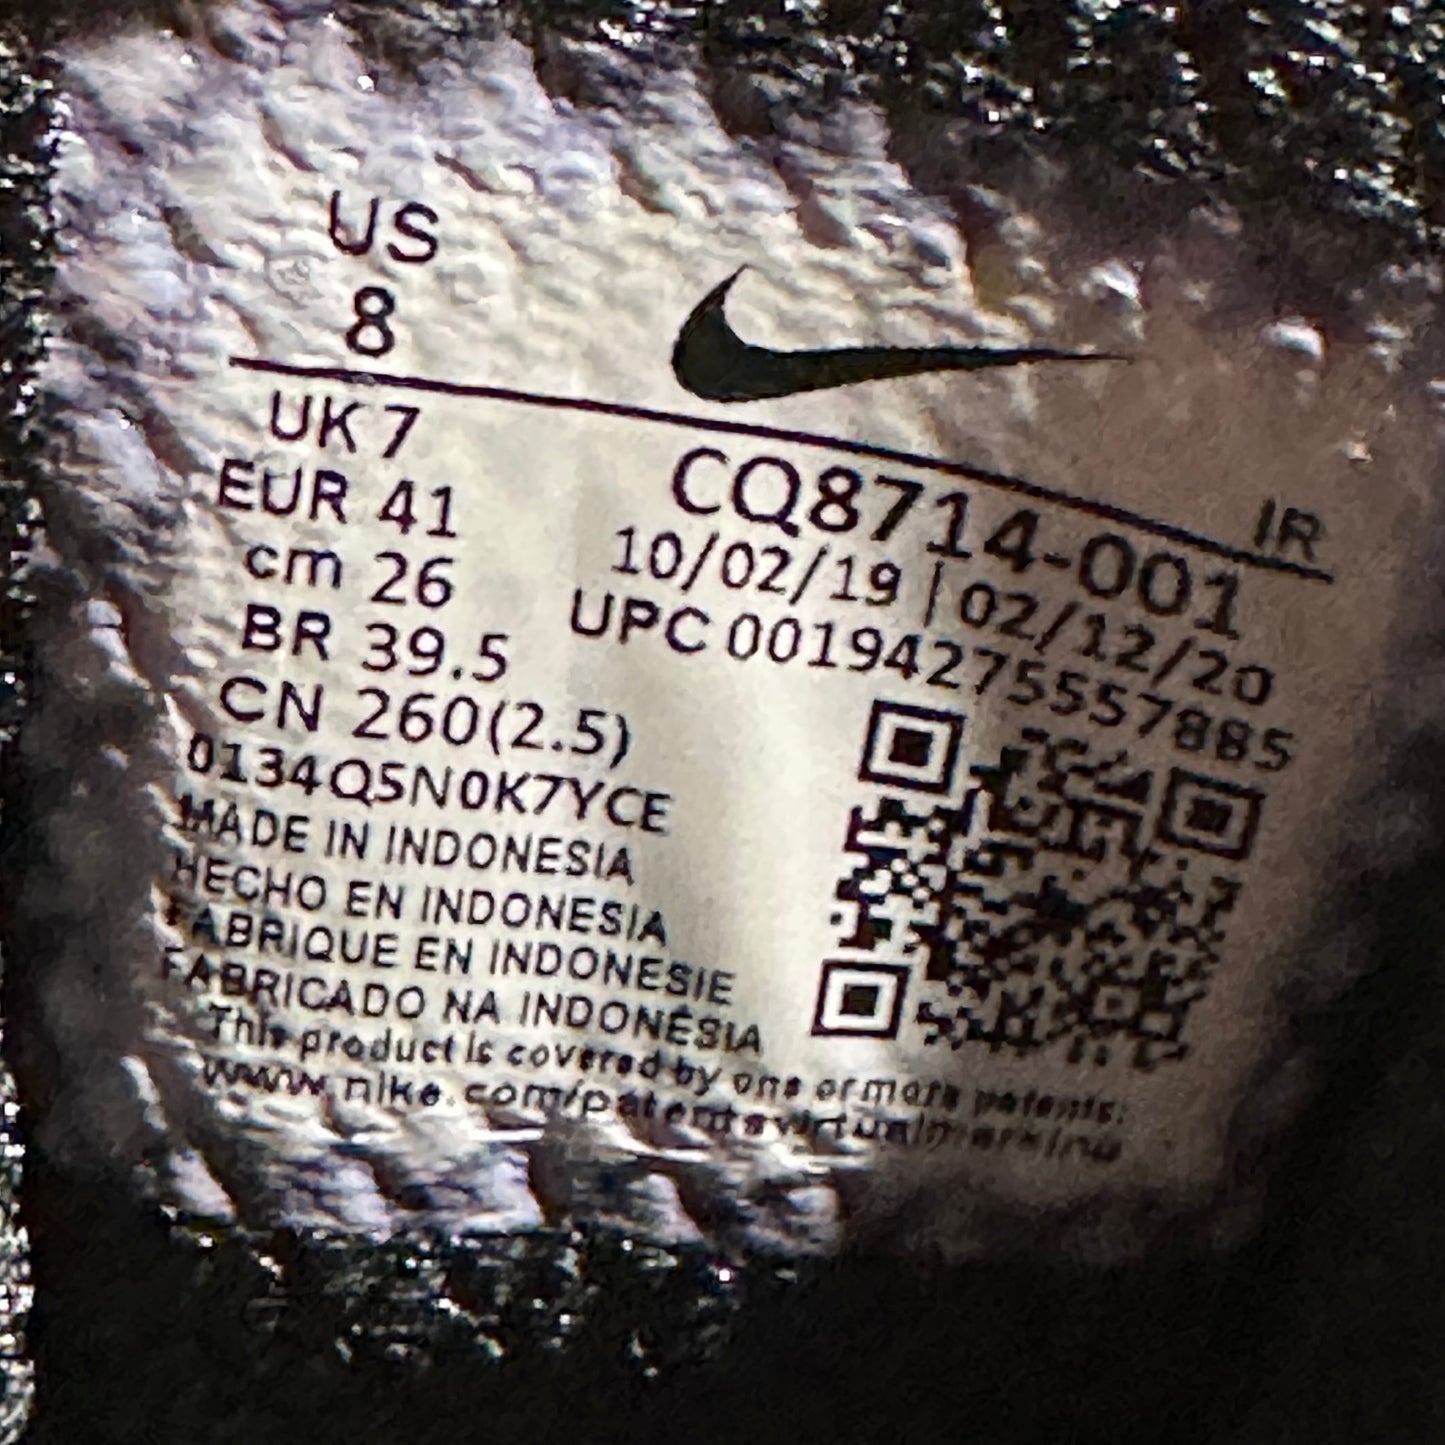 US
8
UK 7
EUR 41
cm 26
BR 39.5
CN 260(2.5)
0134Q5N0K7YCE
MADE IN INDONESIA
HECHO EN INDONESIA
FABRIQUE EN INDONESIE
FABRICADO NA INDONÉSIA
This product is covered by one or more patents:
www.nike.com/patentsvirtualmarking
IR
CQ8714-001
10/02/19 | 02/12/20
UPC 00194275557885